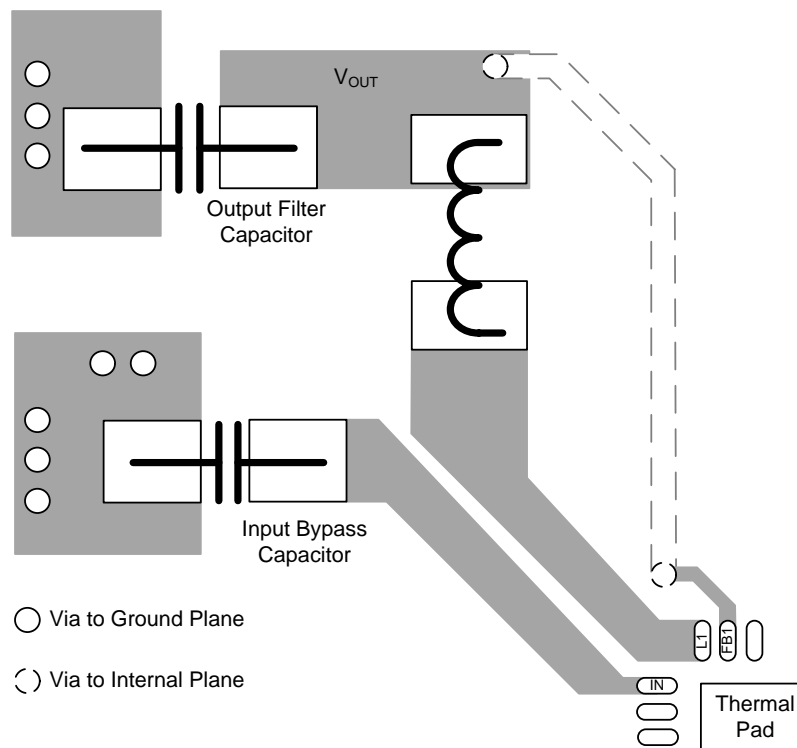 VOUT
Output Filter
Capacitor
Input Bypass
Capacitor
Via to Ground Plane
L1
FB1
Via to Internal Plane
IN
Thermal
Pad